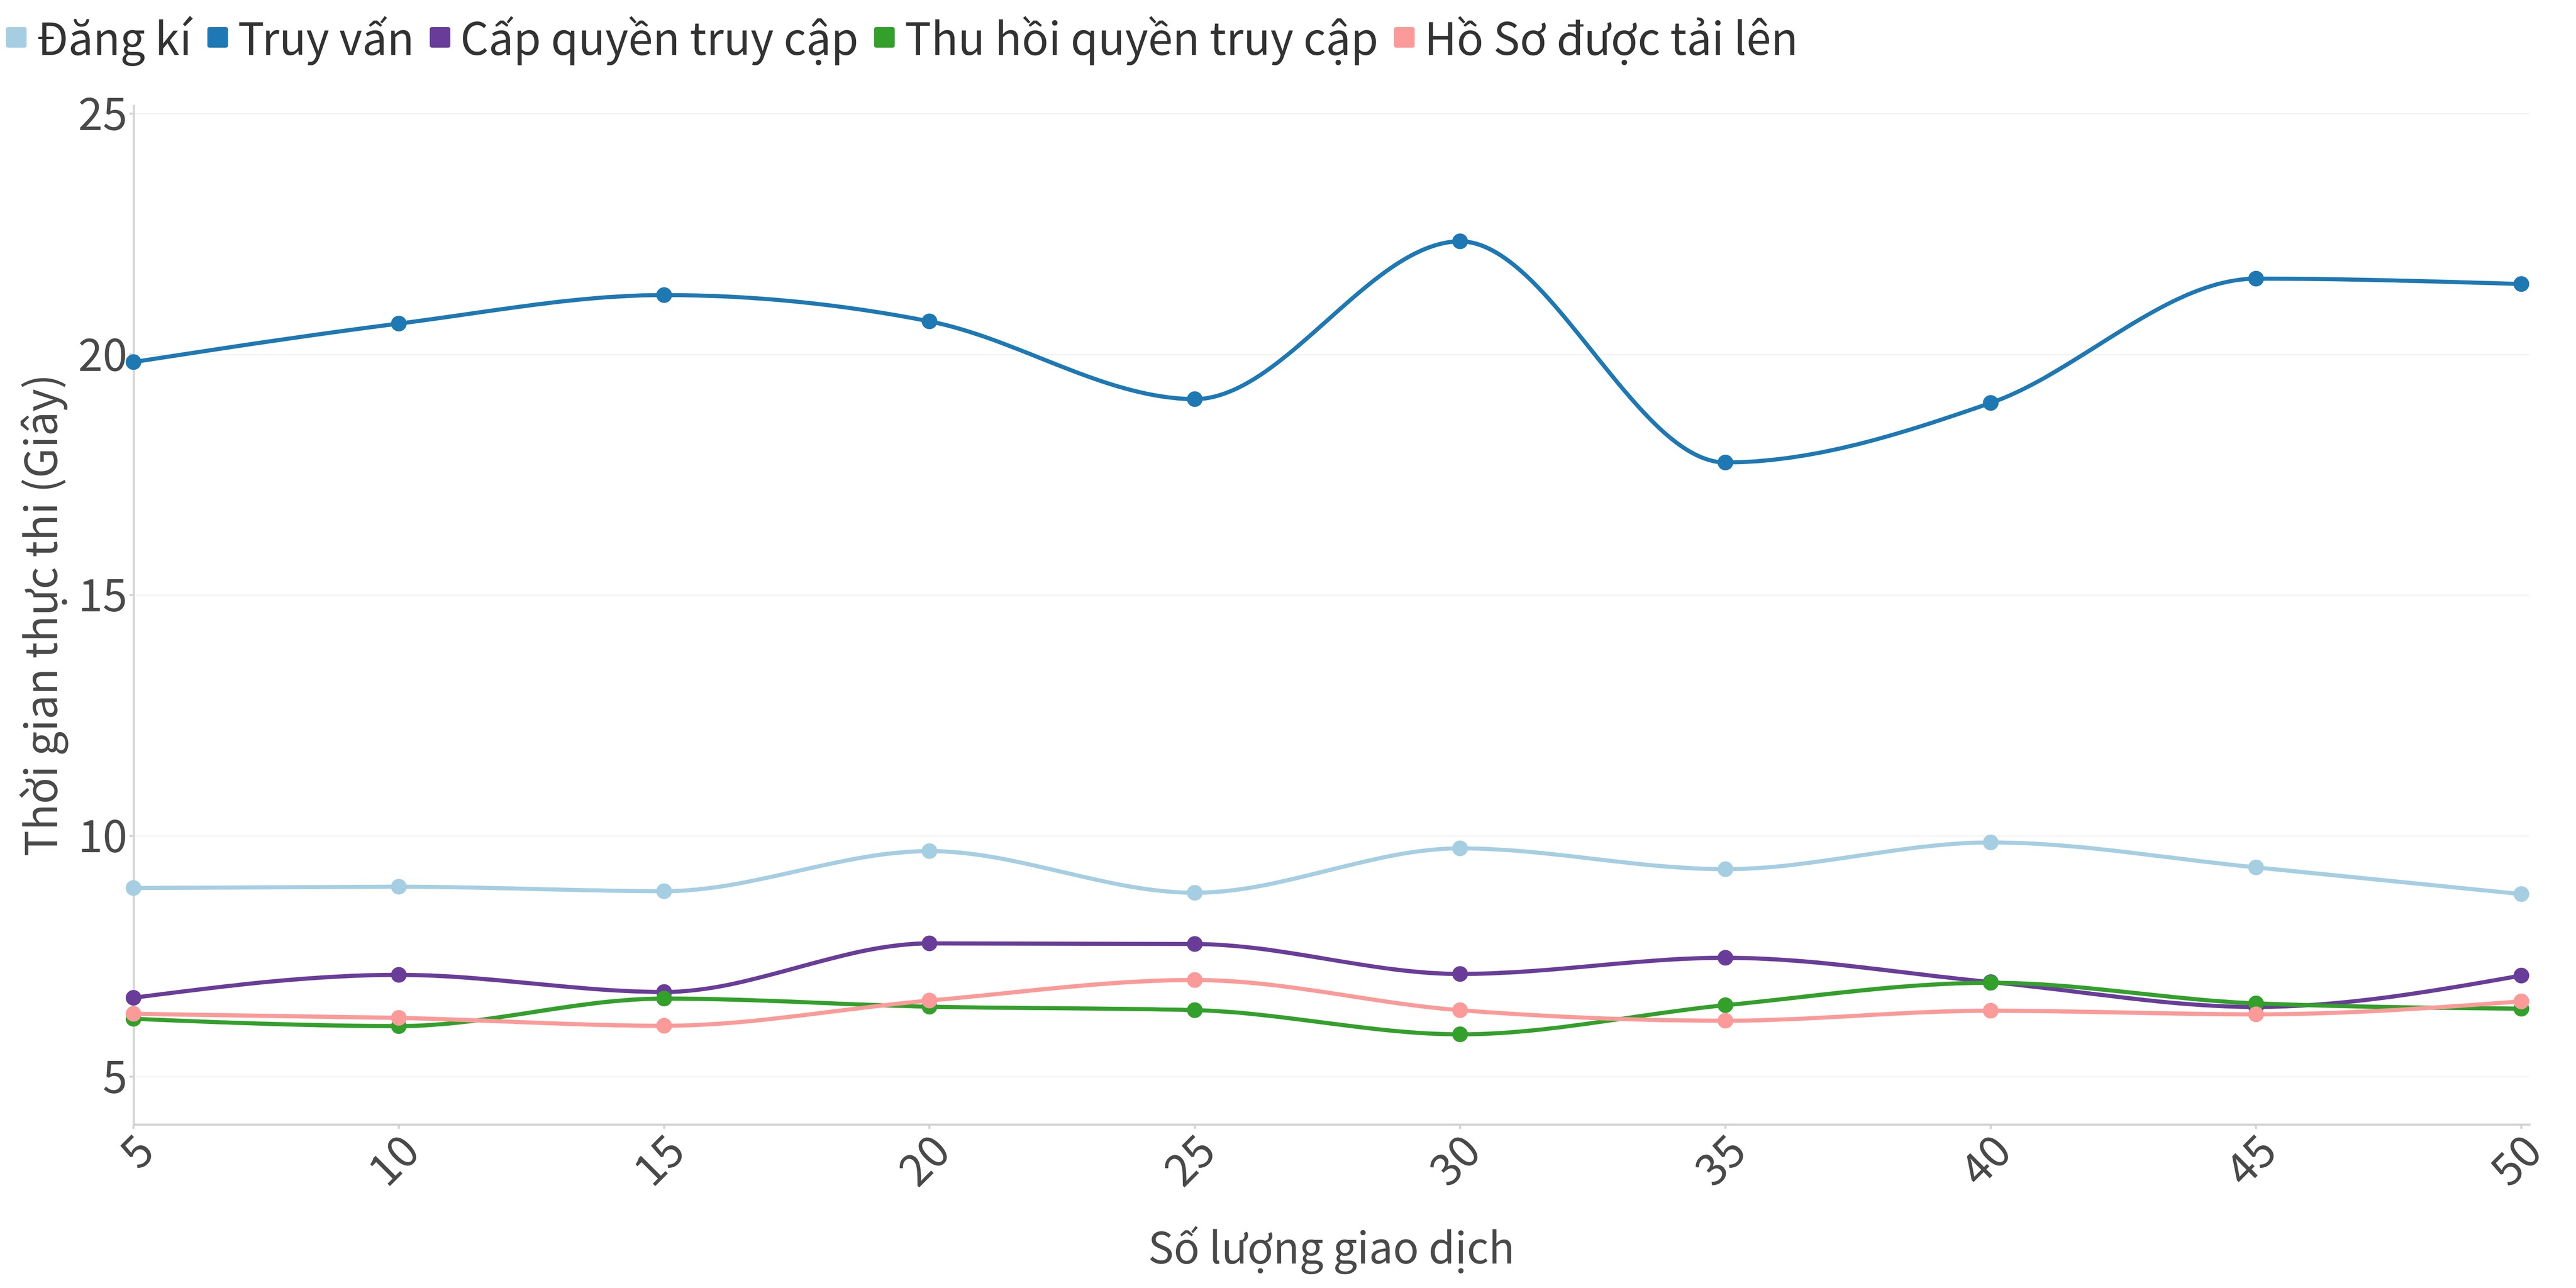 Đăng kí Truy vấn Cấp quyền truy cập Thu hồi quyền truy cập Hồ Sơ được tải lên
25
20
15
10
5
Thời gian thực thi (Giây)
5 10 15 20 25 30 35 40 45 50
Số lượng giao dịch